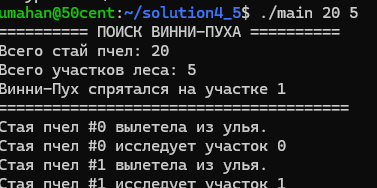 umahan@50cent:~/solution4_5$ ./main 20 5
========== ПОИСК ВИННИ-ПУХА ==========
Всего стай пчел: 20
Всего участков леса: 5
Винни-Пух спрятался на участке 1
======================================
Стая пчел #0 вылетела из улья.
Стая пчел #0 исследует участок 0
Стая пчел #1 вылетела из улья.
Стая пчел #1 исследует участок 1